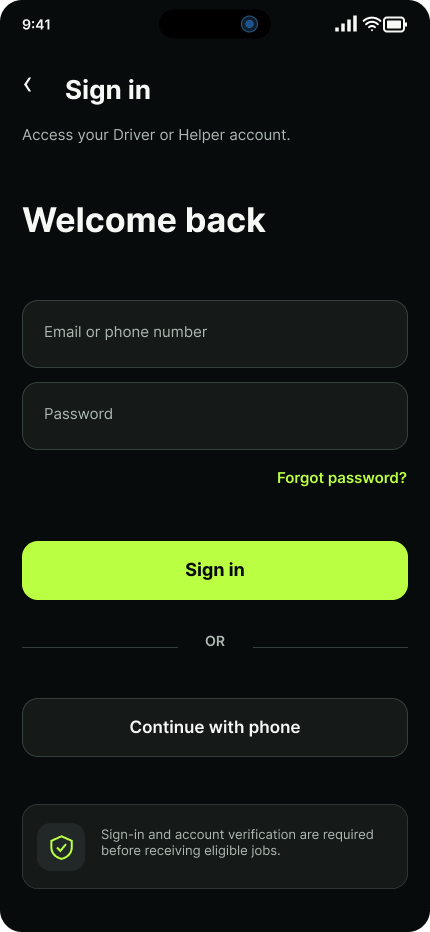 9:41
Sign in
Access your Driver or Helper account.
Welcome back
Email or phone number
Password
Forgot password?
Sign in
OR
Continue with phone
Sign-in and account verification are required
before receiving eligible jobs.